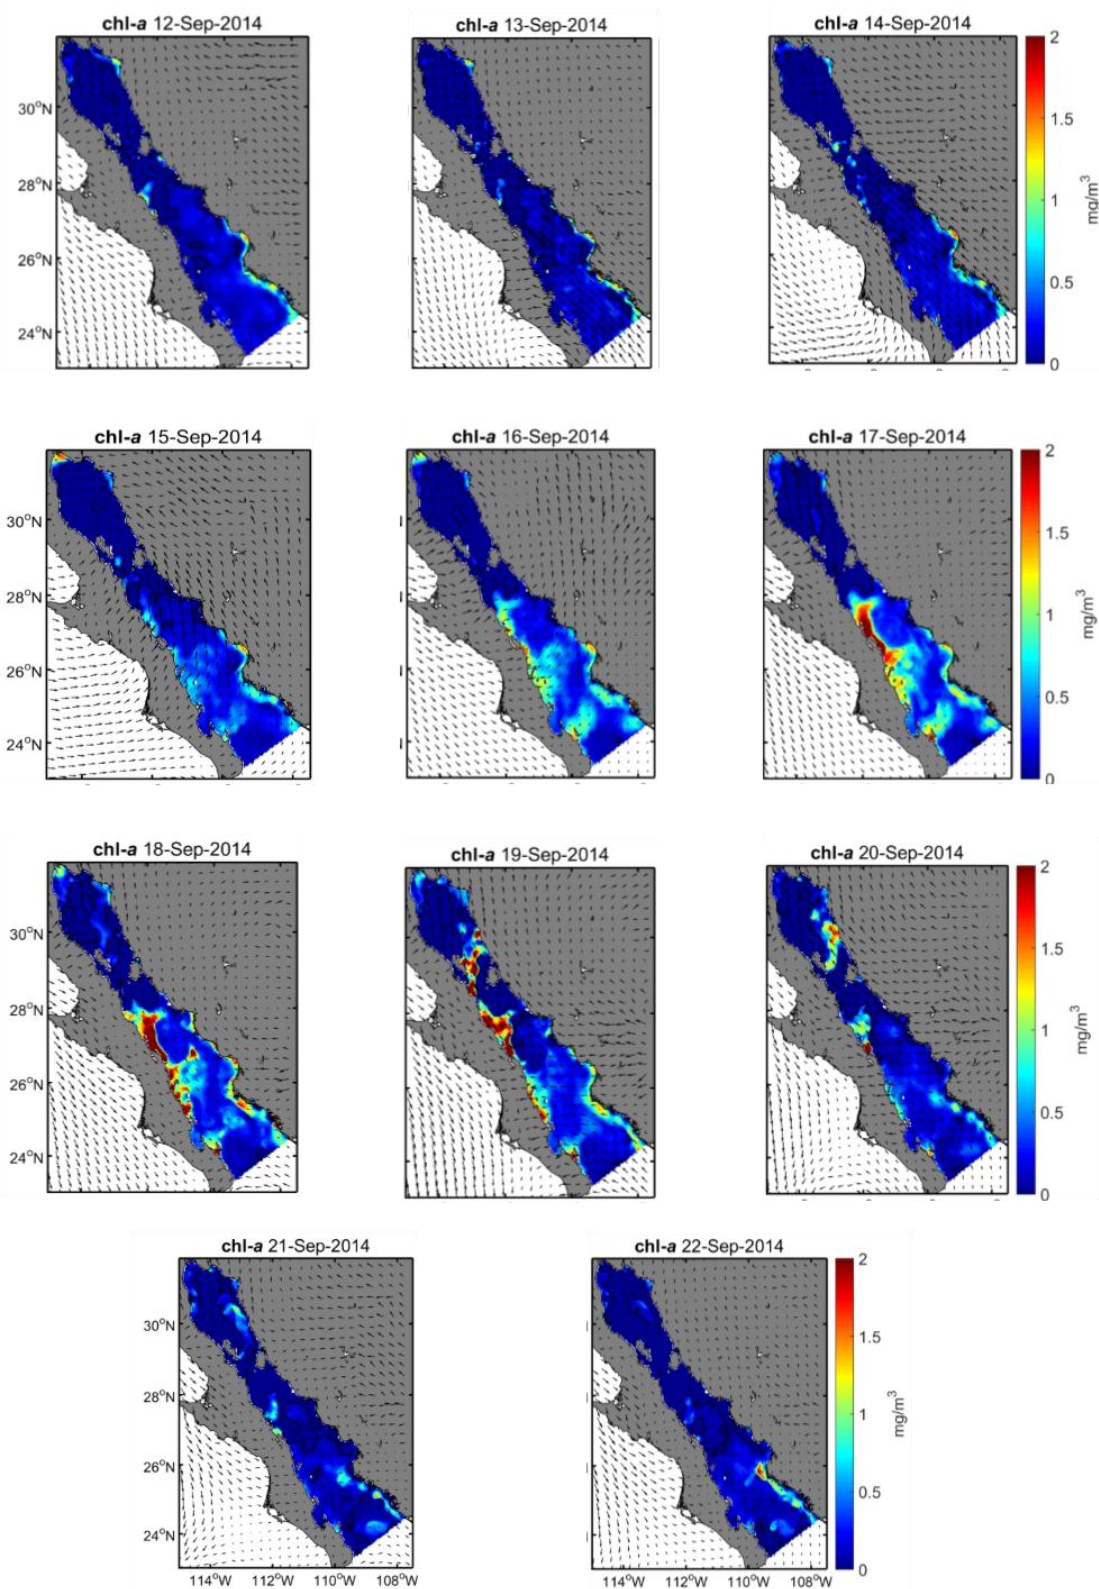 chl-a 12-Sep-2014
chl-a 13-Sep-2014
chl-a 14-Sep-2014
30°N
28°N
26°N
24°N
2
1.5
1
0.5
0
mg/m³
chl-a 15-Sep-2014
chl-a 16-Sep-2014
chl-a 17-Sep-2014
30°N
28°N
26°N
24°N
2
1.5
1
0.5
0
mg/m³
chl-a 18-Sep-2014
chl-a 19-Sep-2014
chl-a 20-Sep-2014
30°N
28°N
26°N
24°N
2
1.5
1
0.5
0
mg/m³
chl-a 21-Sep-2014
chl-a 22-Sep-2014
30°N
28°N
26°N
24°N
2
1.5
1
0.5
0
mg/m³
114°W 112°W 110°W 108°W
114°W 112°W 110°W 108°W